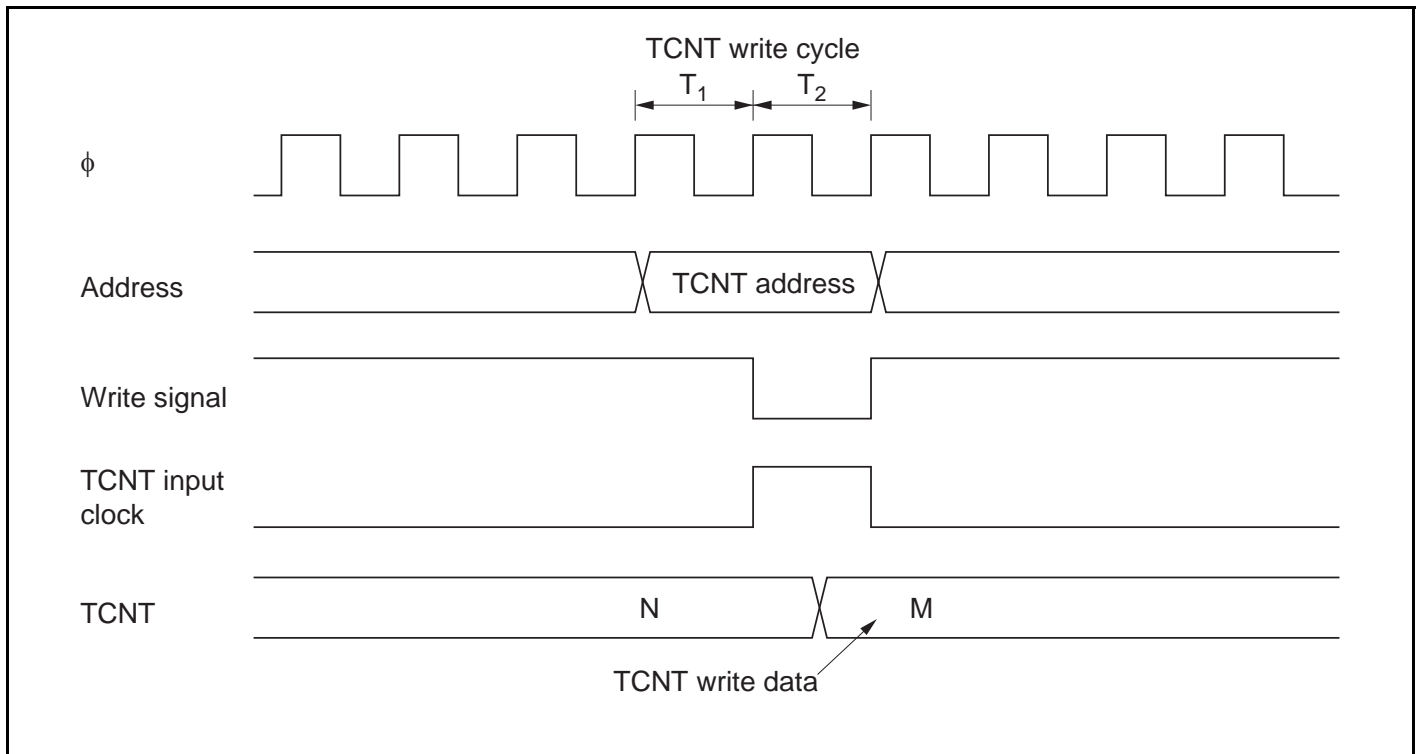 TCNT write cycle
T1 T2
ϕ
Address
TCNT address
Write signal
TCNT input
clock
TCNT
N
M
TCNT write data